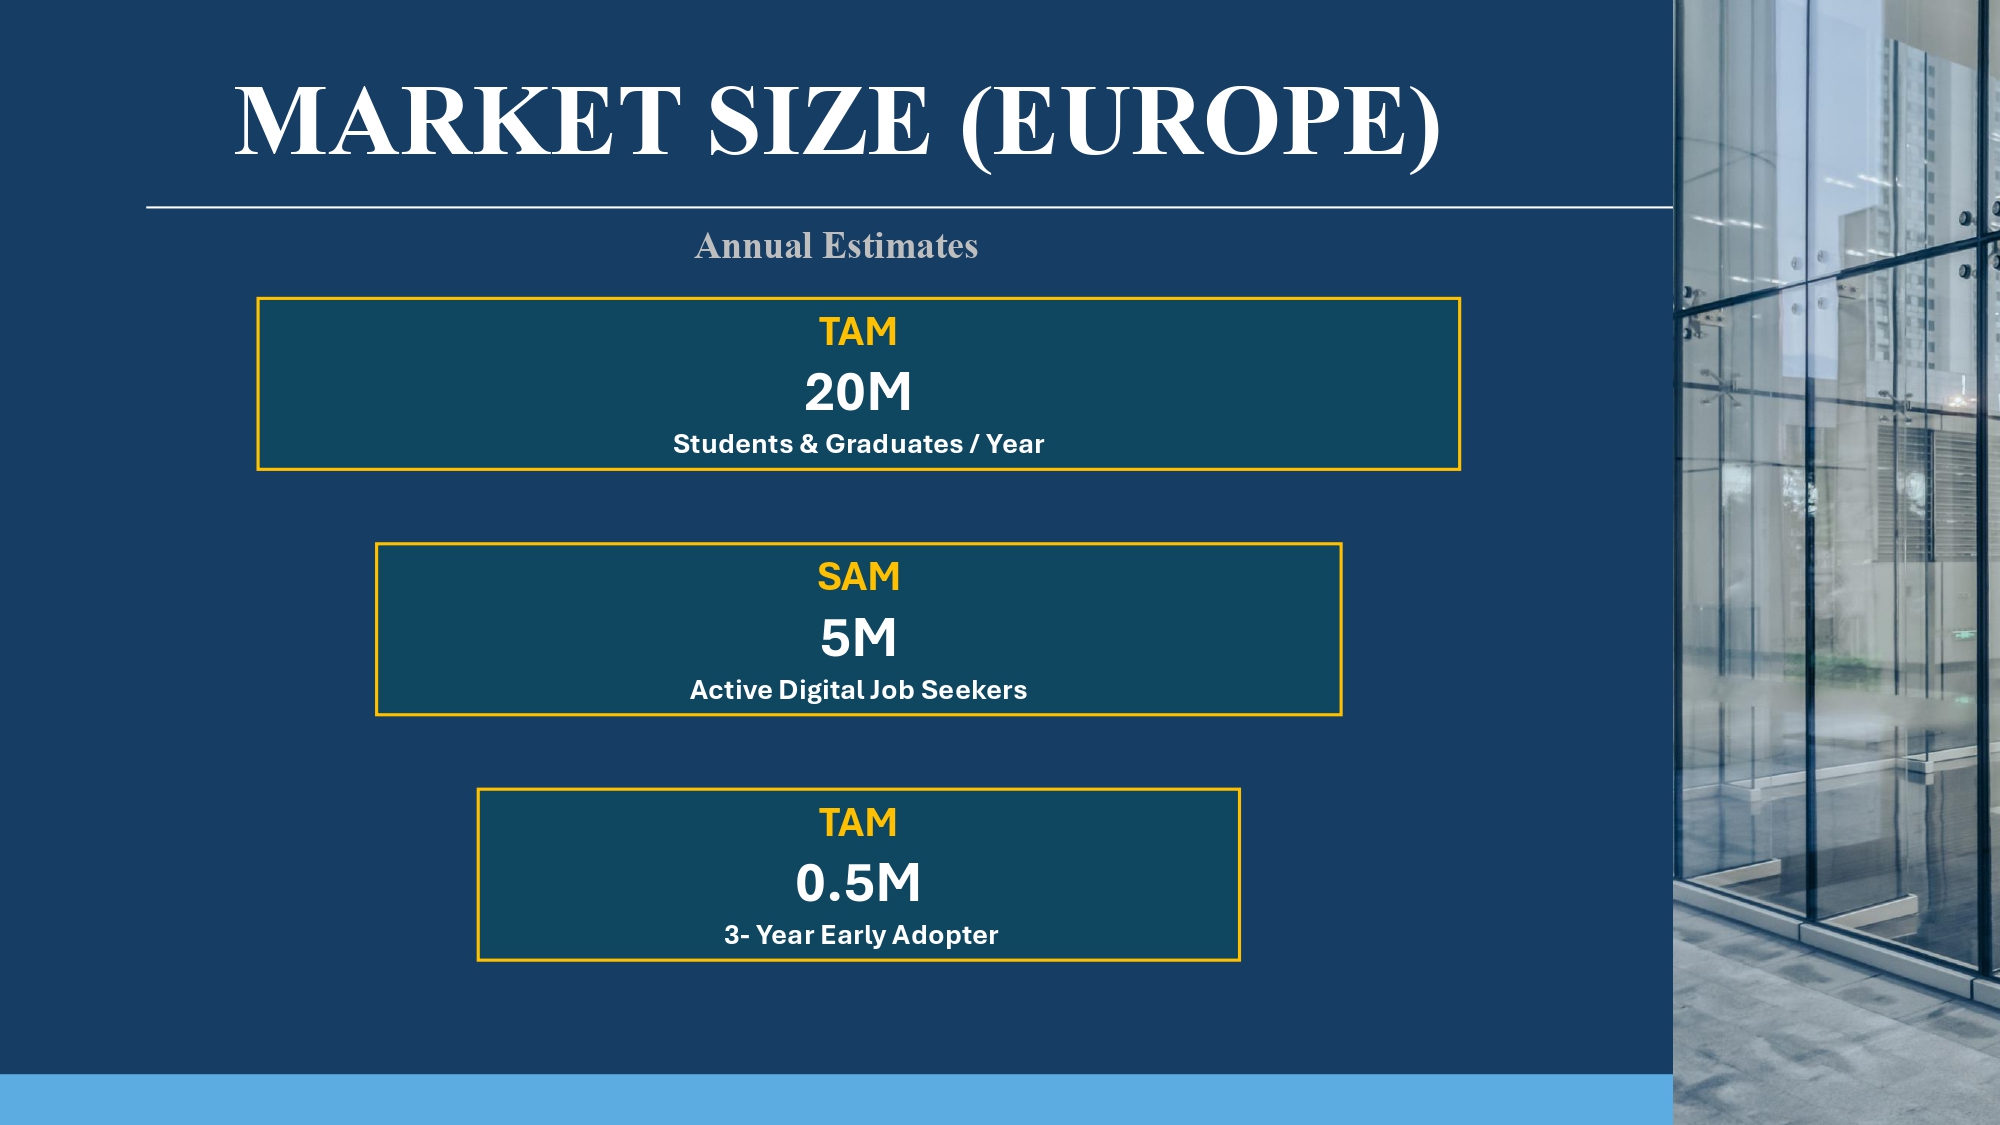 MARKET SIZE (EUROPE)
Annual Estimates
TAM
20M
Students & Graduates / Year
SAM
5M
Active Digital Job Seekers
TAM
0.5M
3- Year Early Adopter